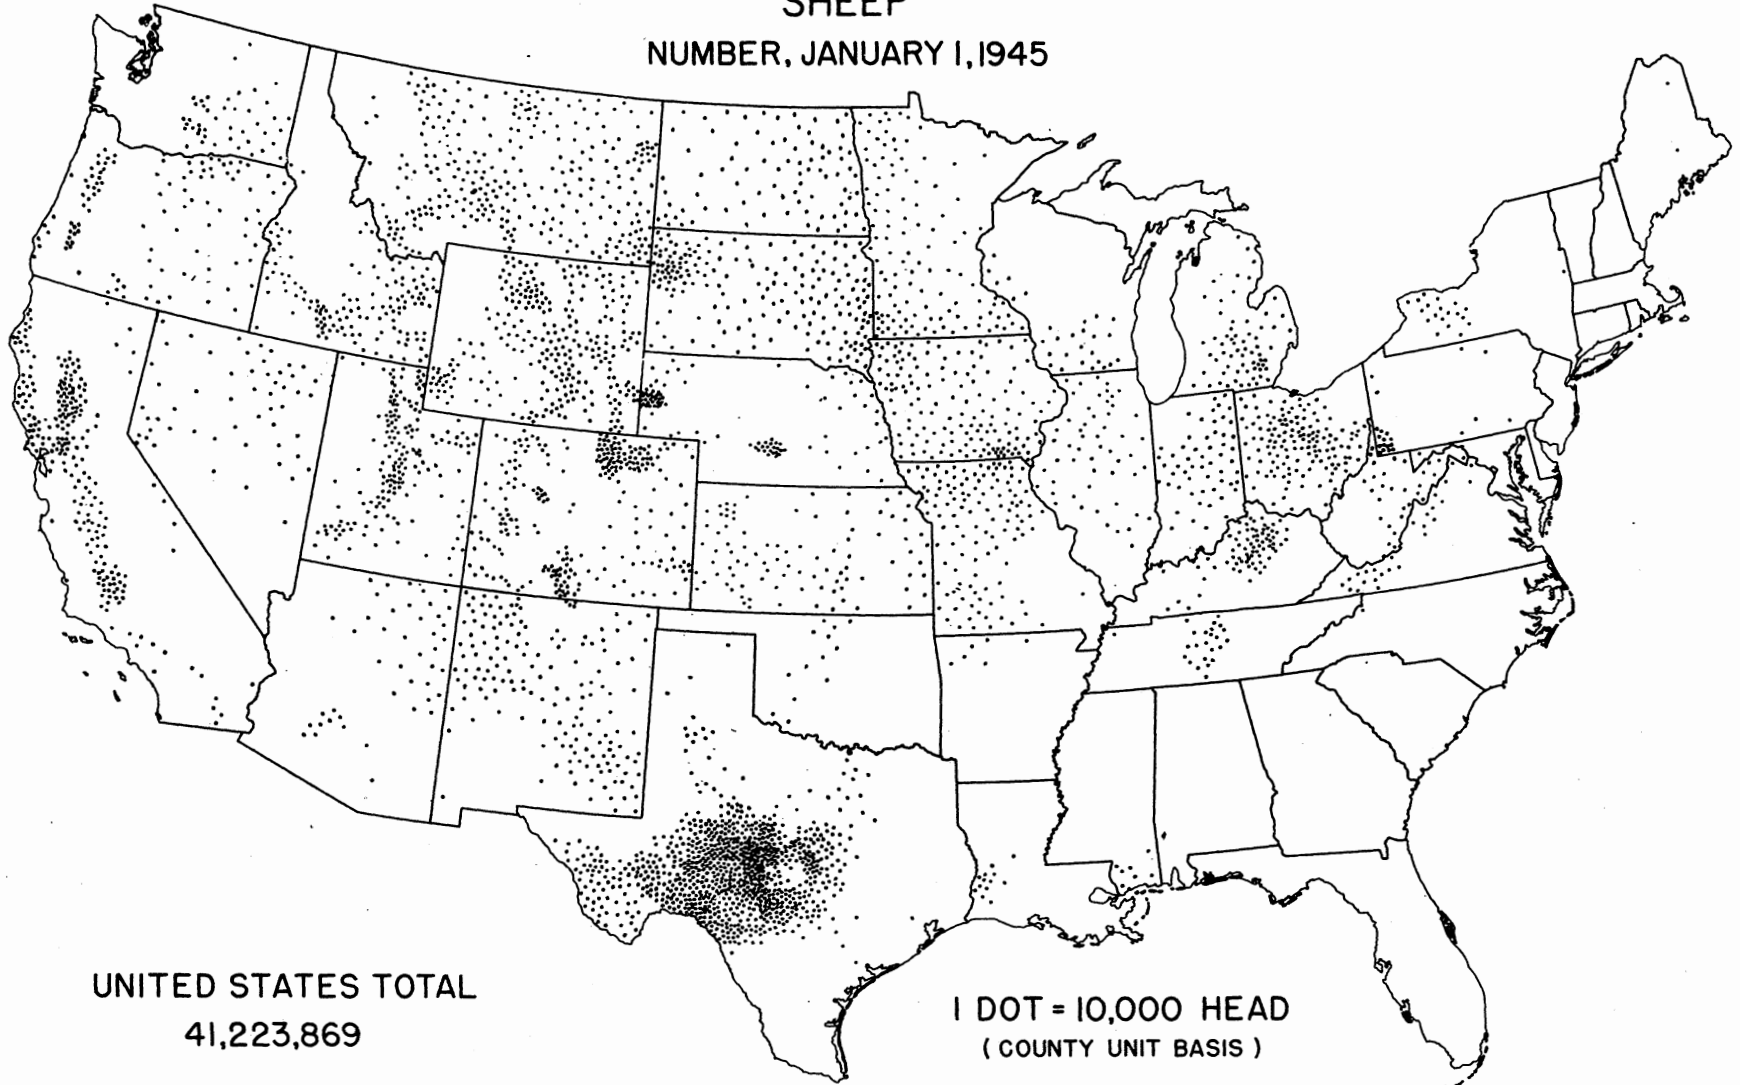 SHEEP
NUMBER, JANUARY 1, 1945
UNITED STATES TOTAL
41,223,869
1 DOT = 10,000 HEAD
( COUNTY UNIT BASIS )